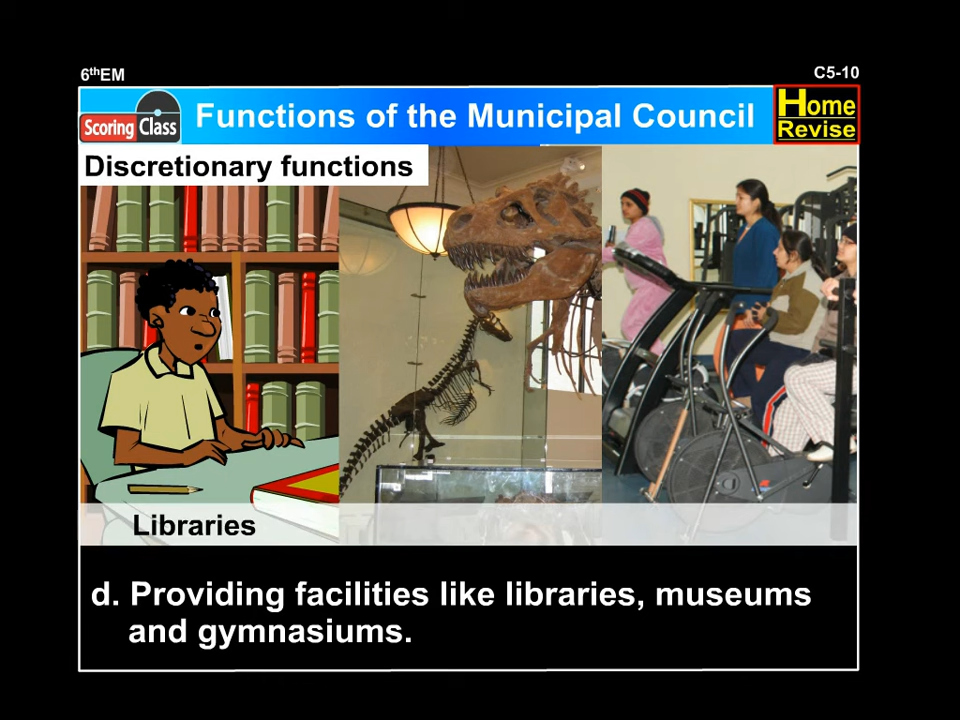 6thEM
C5-10
Scoring Class
Functions of the Municipal Council
Home
Revise
Discretionary functions
Libraries
d. Providing facilities like libraries, museums
and gymnasiums.